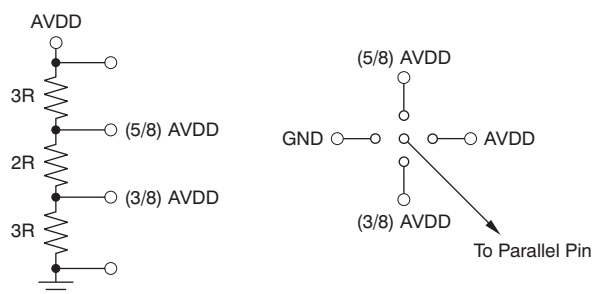 AVDD
3R
(5/8) AVDD
2R
(3/8) AVDD
3R
(5/8) AVDD
GND
AVDD
(3/8) AVDD
To Parallel Pin